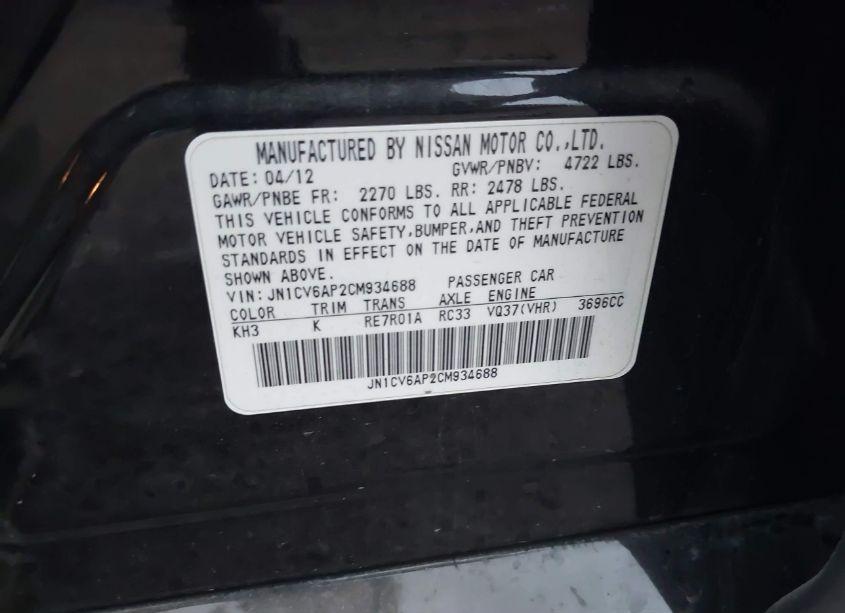 MANUFACTURED BY NISSAN MOTOR CO.,LTD.
DATE: 04/12 GVWR/PNBV: 4722 LBS.
GAWR/PNBE FR: 2270 LBS. RR: 2478 LBS.
THIS VEHICLE CONFORMS TO ALL APPLICABLE FEDERAL
MOTOR VEHICLE SAFETY,BUMPER,AND THEFT PREVENTION
STANDARDS IN EFFECT ON THE DATE OF MANUFACTURE
SHOWN ABOVE.
VIN: JN1CV6AP2CM934688 PASSENGER CAR
COLOR TRIM TRANS AXLE ENGINE
KH3 K RE7R01A RC33 VQ37(VHR) 3696CC
JN1CV6AP2CM934688